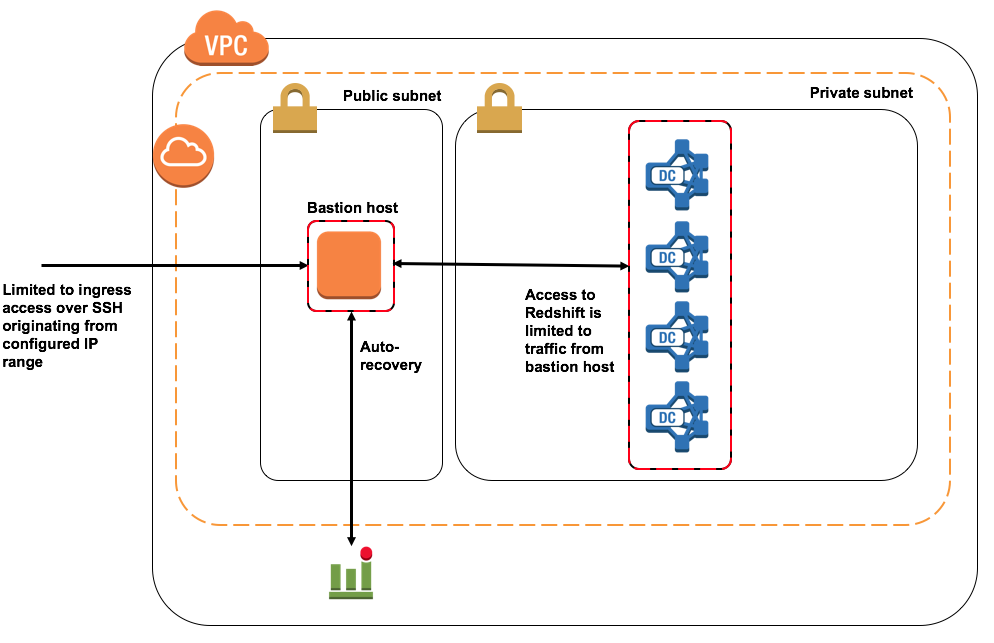 VPC
Public subnet
Private subnet
DC
Bastion host
DC
Limited to ingress
access over SSH
originating from
configured IP
range
Access to
Redshift is
limited to
traffic from
bastion host
Auto-
recovery
DC
DC